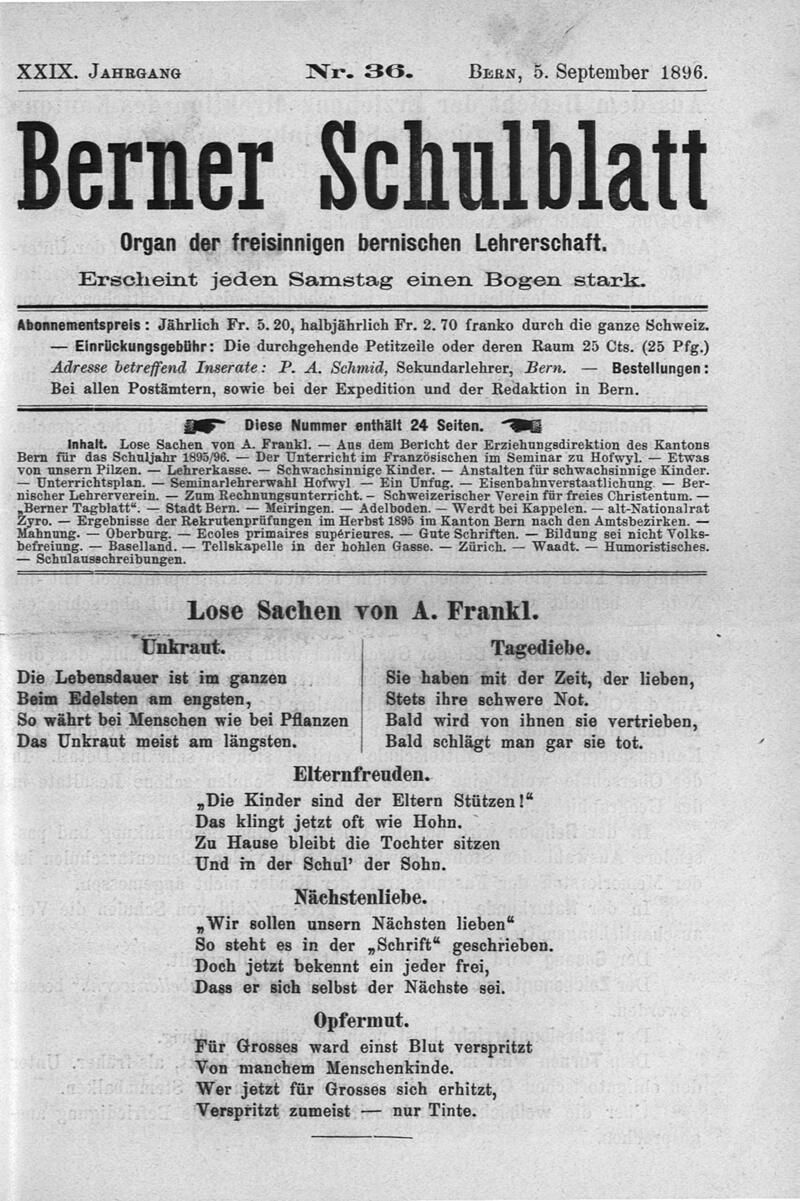 XXIX. JAHRGANG Nr. 36. BERN, 5. September 1896.
Berner Schulblatt
Organ der freisinnigen bernischen Lehrerschaft.
Erscheint jeden Samstag einen Bogen stark.
Abonnementspreis: Jährlich Fr. 5. 20, halbjährlich Fr. 2. 70 franko durch die ganze Schweiz.
— Einrückungsgebühr: Die durchgehende Petitzeile oder deren Raum 25 Cts. (25 Pfg.)
Adresse betreffend Inserate: P. A. Schmid, Sekundarlehrer, Bern. — Bestellungen:
Bei allen Postämtern, sowie bei der Expedition und der Redaktion in Bern.
Diese Nummer enthält 24 Seiten.
Inhalt. Lose Sachen von A. Frankl. — Aus dem Bericht der Erziehungsdirektion des Kantons
Bern für das Schuljahr 1895/96. — Der Unterricht im Französischen im Seminar zu Hofwyl. — Etwas
von unsern Pilzen. — Lehrerkasse. — Schwachsinnige Kinder. — Anstalten für schwachsinnige Kinder.
— Unterrichtsplan. — Seminarlehrerwahl Hofwyl — Ein Unfug. — Eisenbahnverstaatlichung. — Ber-
nischer Lehrerverein. — Zum Rechnungsunterricht. - Schweizerischer Verein für freies Christentum. —
„Berner Tagblatt“. — Stadt Bern. — Meiringen. — Adelboden. — Werdt bei Kappelen. — alt-Nationalrat
Zyro. — Ergebnisse der Rekrutenprüfungen im Herbst 1895 im Kanton Bern nach den Amtsbezirken. —
Mahnung. — Oberburg. — Ecoles primaires supérieures. — Gute Schriften. — Bildung sei nicht Volks-
befreiung. — Baselland. — Tellskapelle in der hohlen Gasse. — Zürich. — Waadt. — Humoristisches.
— Schulausschreibungen.
Lose Sachen von A. Frankl.
Unkraut.
Die Lebensdauer ist im ganzen
Beim Edelsten am engsten,
So währt bei Menschen wie bei Pflanzen
Das Unkraut meist am längsten.
Tagediebe.
Sie haben mit der Zeit, der lieben,
Stets ihre schwere Not.
Bald wird von ihnen sie vertrieben,
Bald schlägt man gar sie tot.
Elternfreuden.
„Die Kinder sind der Eltern Stützen!“
Das klingt jetzt oft wie Hohn.
Zu Hause bleibt die Tochter sitzen
Und in der Schul’ der Sohn.
Nächstenliebe.
„Wir sollen unsern Nächsten lieben“
So steht es in der „Schrift“ geschrieben.
Doch jetzt bekennt ein jeder frei,
Dass er sich selbst der Nächste sei.
Opfermut.
Für Grosses ward einst Blut verspritzt
Von manchem Menschenkinde.
Wer jetzt für Grosses sich erhitzt,
Verspritzt zumeist — nur Tinte.